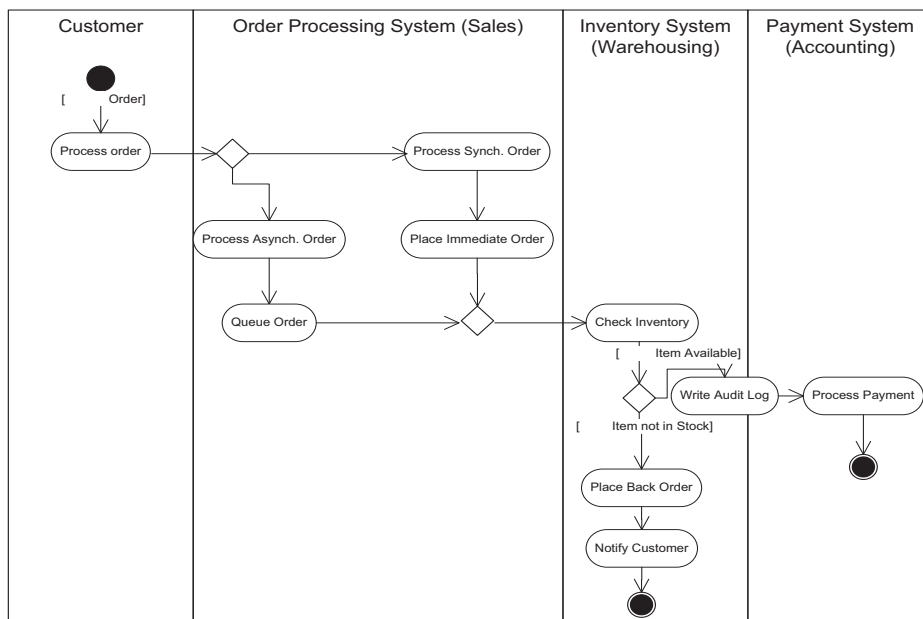 Customer
Order Processing System (Sales)
Inventory System
(Warehousing)
Payment System
(Accounting)
[ Order]
Process order
Process Synch. Order
Process Asynch. Order
Place Immediate Order
Queue Order
Check Inventory
[ Item Available]
Write Audit Log
Process Payment
[ Item not in Stock]
Place Back Order
Notify Customer